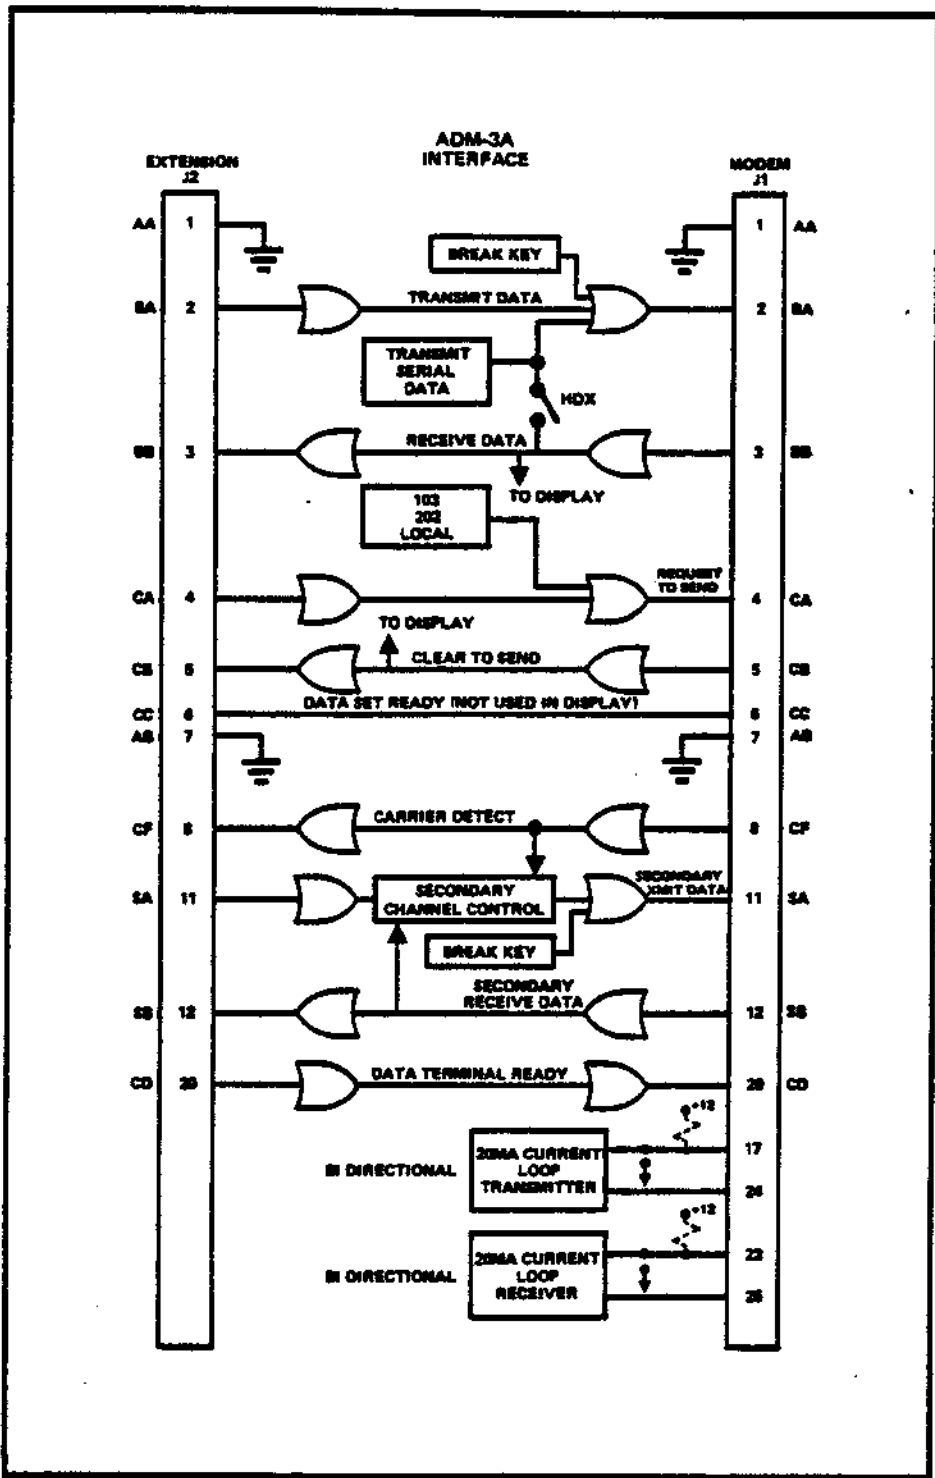 ADM-3A
INTERFACE
EXTENSION
J2
MODEM
J1
AA 1
1 AA
BREAK KEY
BA 2
TRANSMIT DATA
2 BA
TRANSMIT
SERIAL
DATA
HDX
BB 3
RECEIVE DATA
3 BB
TO DISPLAY
103
202
LOCAL
REQUEST
TO SEND
CA 4
4 CA
TO DISPLAY
CB 5
CLEAR TO SEND
5 CB
DATA SET READY (NOT USED IN DISPLAY)
CC 6
6 CC
AB 7
7 AB
CF 8
CARRIER DETECT
8 CF
SECONDARY
XMIT DATA
SA 11
SECONDARY
CHANNEL CONTROL
11 SA
BREAK KEY
SECONDARY
RECEIVE DATA
SB 12
12 SB
CD 20
DATA TERMINAL READY
20 CD
+12
17
BI DIRECTIONAL
20MA CURRENT
LOOP
TRANSMITTER
24
+12
BI DIRECTIONAL
20MA CURRENT
LOOP
RECEIVER
25